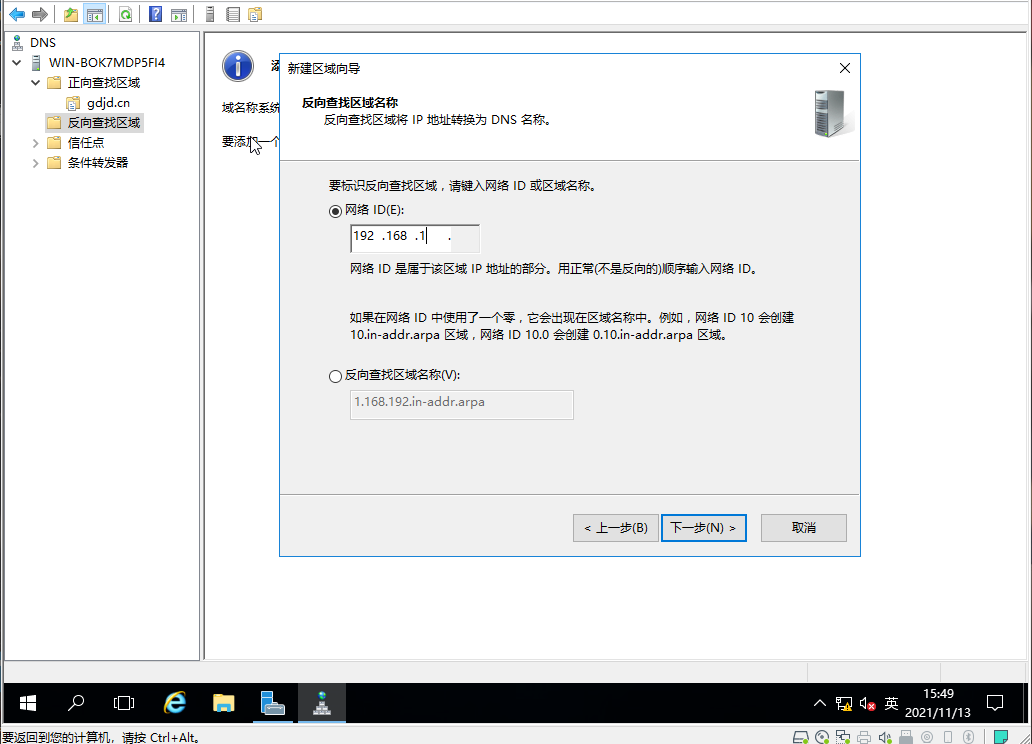 DNS
WIN-BOK7MDP5FI4
正向查找区域
gdjd.cn
反向查找区域
信任点
条件转发器
域名称系统
要添加一个
新建区域向导
反向查找区域名称
反向查找区域将 IP 地址转换为 DNS 名称。
要标识反向查找区域，请键入网络 ID 或区域名称。
网络 ID(E):
192 .168 .1 .
网络 ID 是属于该区域 IP 地址的部分。用正常(不是反向的)顺序输入网络 ID。
如果在网络 ID 中使用了一个零，它会出现在区域名称中。例如，网络 ID 10 会创建
10.in-addr.arpa 区域，网络 ID 10.0 会创建 0.10.in-addr.arpa 区域。
反向查找区域名称(V):
1.168.192.in-addr.arpa
< 上一步(B)
下一步(N) >
取消
英
15:49
2021/11/13
要返回到您的计算机，请按 Ctrl+Alt。